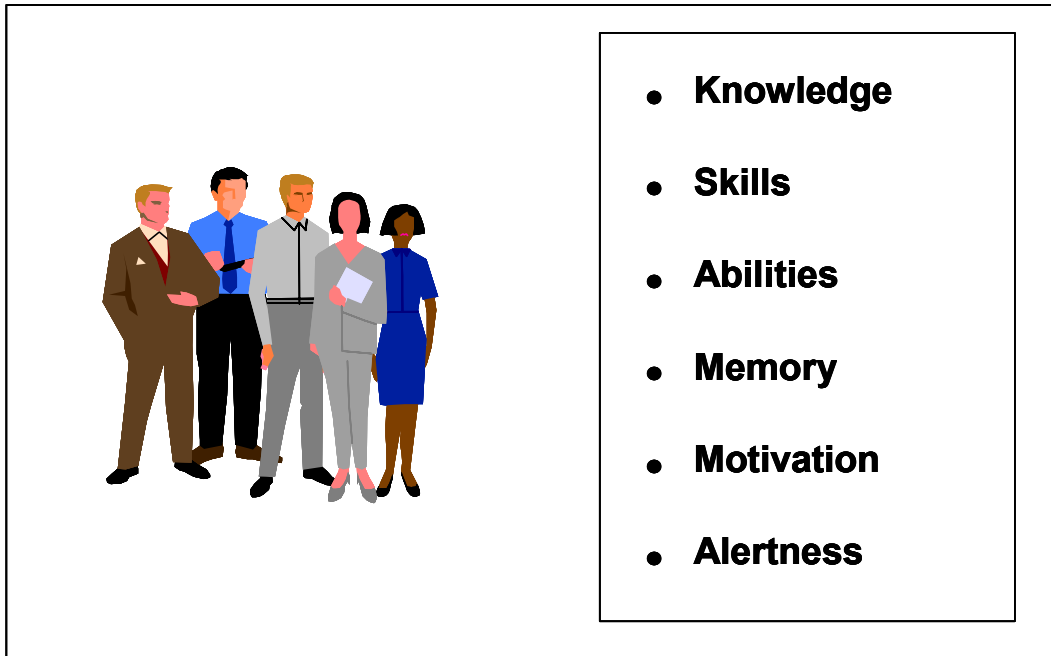 • Knowledge
• Skills
• Abilities
• Memory
• Motivation
• Alertness